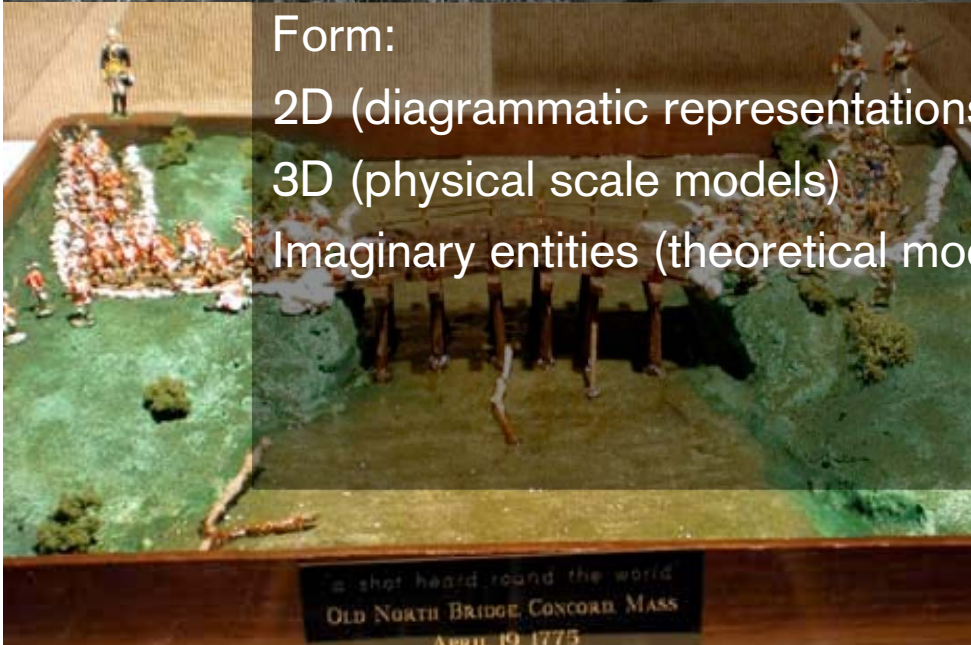 Form:
2D (diagrammatic representations
3D (physical scale models)
Imaginary entities (theoretical mo
a shot heard round the world
OLD NORTH BRIDGE, CONCORD, MASS
APRIL 19 1775